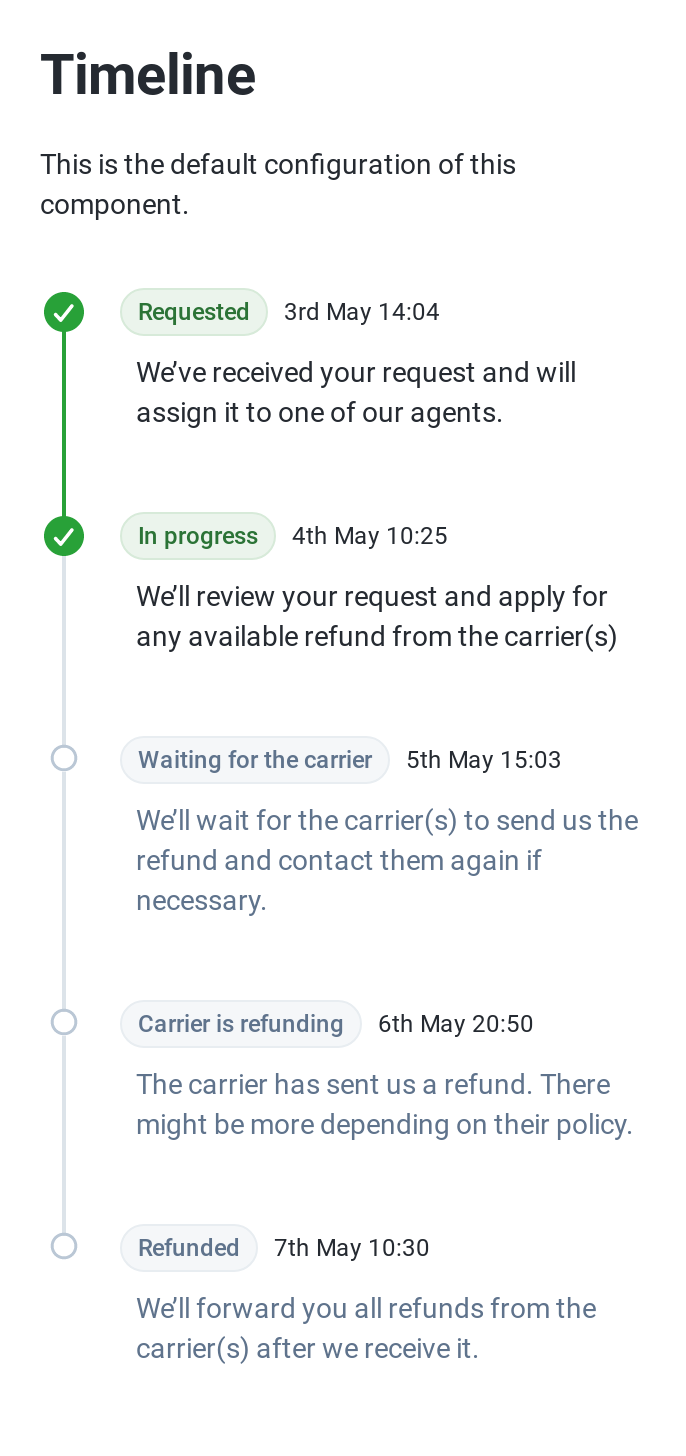 Timeline
This is the default configuration of this
component.
Requested 3rd May 14:04
We’ve received your request and will
assign it to one of our agents.
In progress 4th May 10:25
We’ll review your request and apply for
any available refund from the carrier(s)
Waiting for the carrier 5th May 15:03
We’ll wait for the carrier(s) to send us the
refund and contact them again if
necessary.
Carrier is refunding 6th May 20:50
The carrier has sent us a refund. There
might be more depending on their policy.
Refunded 7th May 10:30
We’ll forward you all refunds from the
carrier(s) after we receive it.